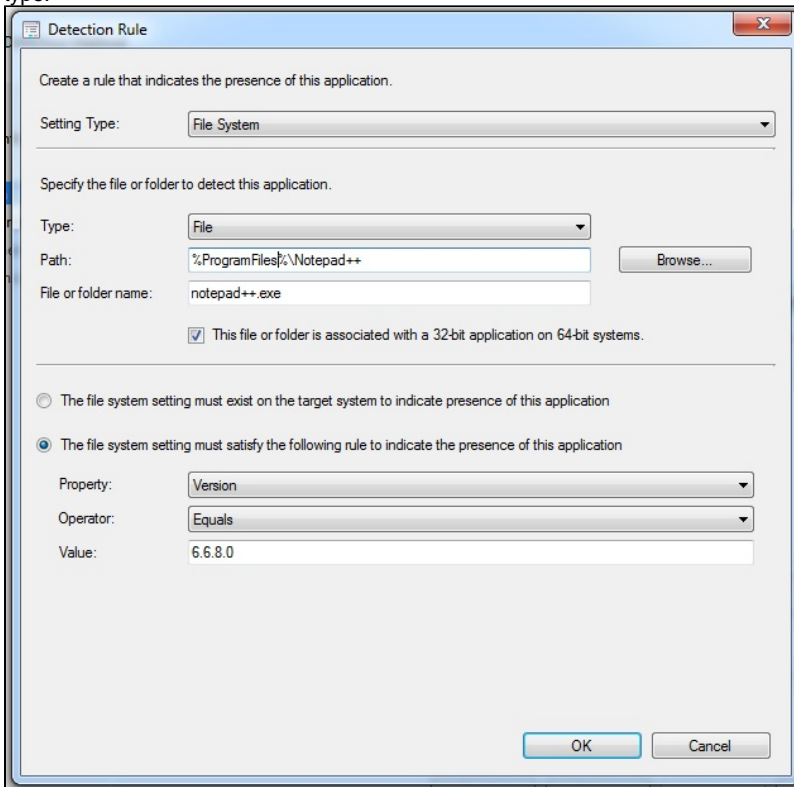 type:
Detection Rule
Create a rule that indicates the presence of this application.
Setting Type: File System
Specify the file or folder to detect this application.
Type: File
Path: %ProgramFiles%\Notepad++ Browse...
File or folder name: notepad++.exe
This file or folder is associated with a 32-bit application on 64-bit systems.
The file system setting must exist on the target system to indicate presence of this application
The file system setting must satisfy the following rule to indicate the presence of this application
Property: Version
Operator: Equals
Value: 6.6.8.0
OK Cancel